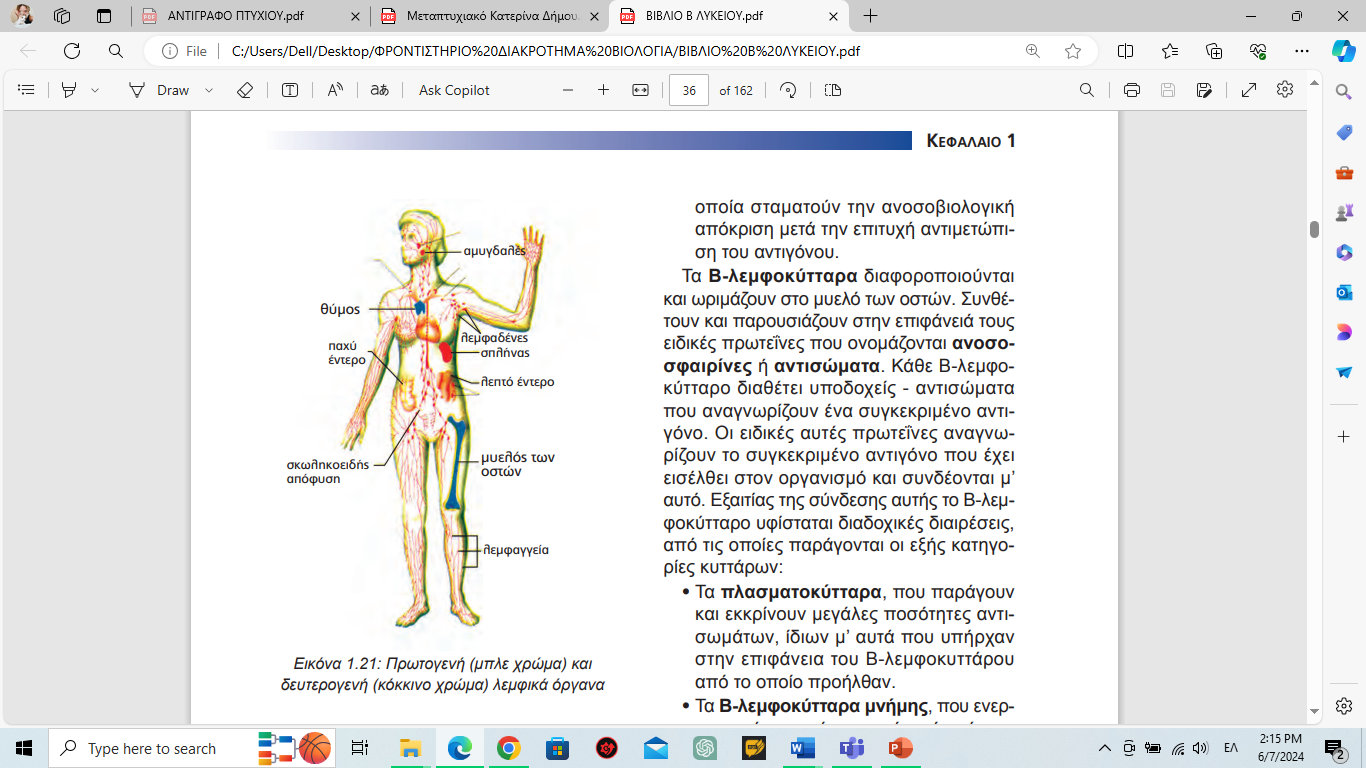 ΑΝΤΙΓΡΑΦΟ ΠΤΥΧΙΟΥ.pdf
Μεταπτυχιακό Κατερίνα Δήμου.
ΒΙΒΛΙΟ Β ΛΥΚΕΙΟΥ.pdf
File
C:/Users/Dell/Desktop/ΦΡΟΝΤΙΣΤΗΡΙΟ%20ΔΙΑΚΡΟΤΗΜΑ%20ΒΙΟΛΟΓΙΑ/ΒΙΒΛΙΟ%20Β%20ΛΥΚΕΙΟΥ.pdf
Draw
aあ
Ask Copilot
36 of 162
ΚΕΦΑΛΑΙΟ 1
αμυγδαλές
θύμος
λεμφαδένες
παχύ
έντερο
σπλήνας
λεπτό έντερο
σκωληκοειδής
απόφυση
μυελός των
οστών
λεμφαγγεία
Εικόνα 1.21: Πρωτογενή (μπλε χρώμα) και
δευτερογενή (κόκκινο χρώμα) λεμφικά όργανα
οποία σταματούν την ανοσοβιολογική
απόκριση μετά την επιτυχή αντιμετώπι-
ση του αντιγόνου.
Τα Β-λεμφοκύτταρα διαφοροποιούνται
και ωριμάζουν στο μυελό των οστών. Συνθέ-
τουν και παρουσιάζουν στην επιφάνειά τους
ειδικές πρωτεΐνες που ονομάζονται ανοσο-
σφαιρίνες ή αντισώματα. Κάθε Β-λεμφο-
κύτταρο διαθέτει υποδοχείς - αντισώματα
που αναγνωρίζουν ένα συγκεκριμένο αντι-
γόνο. Οι ειδικές αυτές πρωτεΐνες αναγνω-
ρίζουν το συγκεκριμένο αντιγόνο που έχει
εισέλθει στον οργανισμό και συνδέονται μ’
αυτό. Εξαιτίας της σύνδεσης αυτής το Β-λεμ-
φοκύτταρο υφίσταται διαδοχικές διαιρέσεις,
από τις οποίες παράγονται οι εξής κατηγο-
ρίες κυττάρων:
• Τα πλασματοκύτταρα, που παράγουν
και εκκρίνουν μεγάλες ποσότητες αντι-
σωμάτων, ίδιων μ’ αυτά που υπήρχαν
στην επιφάνεια του Β-λεμφοκυττάρου
από το οποίο προήλθαν.
• Τα Β-λεμφοκύτταρα μνήμης, που ενερ-
Type here to search
ΕΛ
2:15 PM
6/7/2024
2